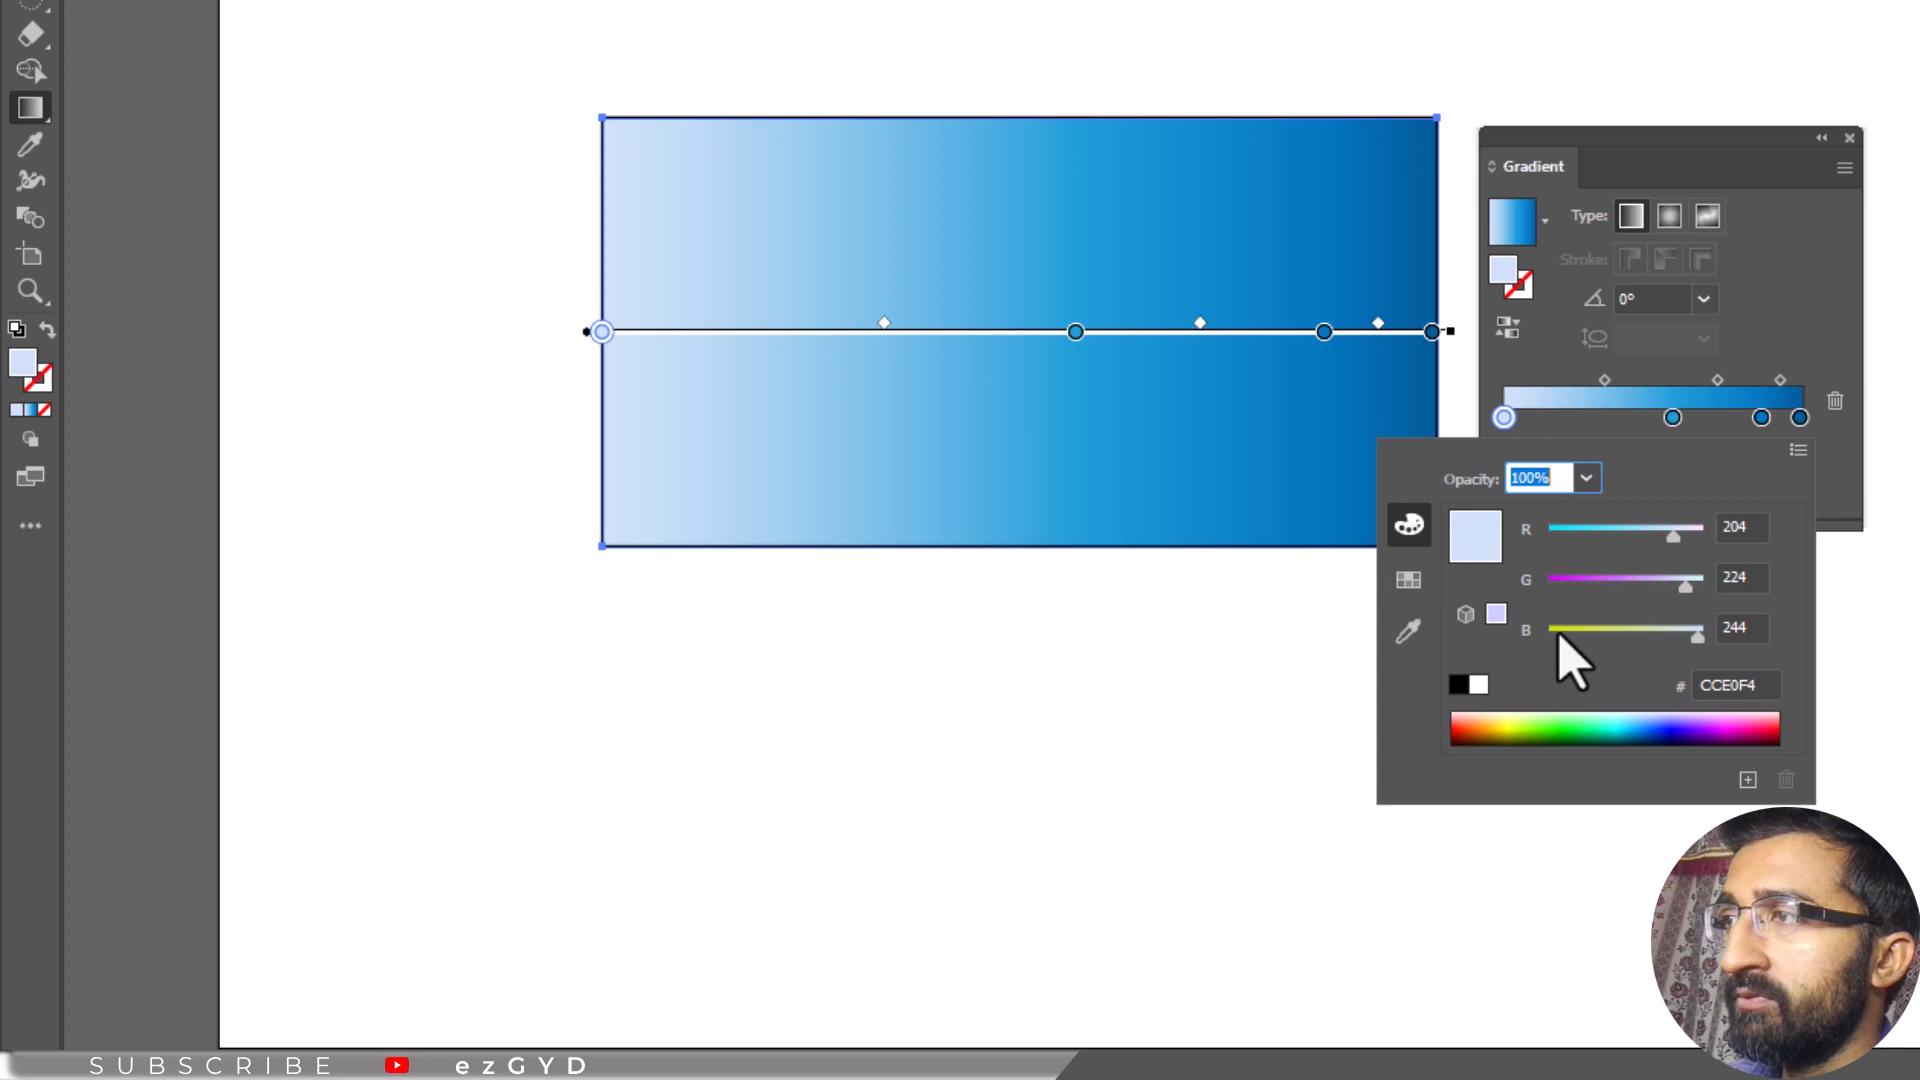 Gradient
Type:
Stroke:
0°
Opacity: 100%
R 204
G 224
B 244
# CCE0F4
SUBSCRIBE ezGYD